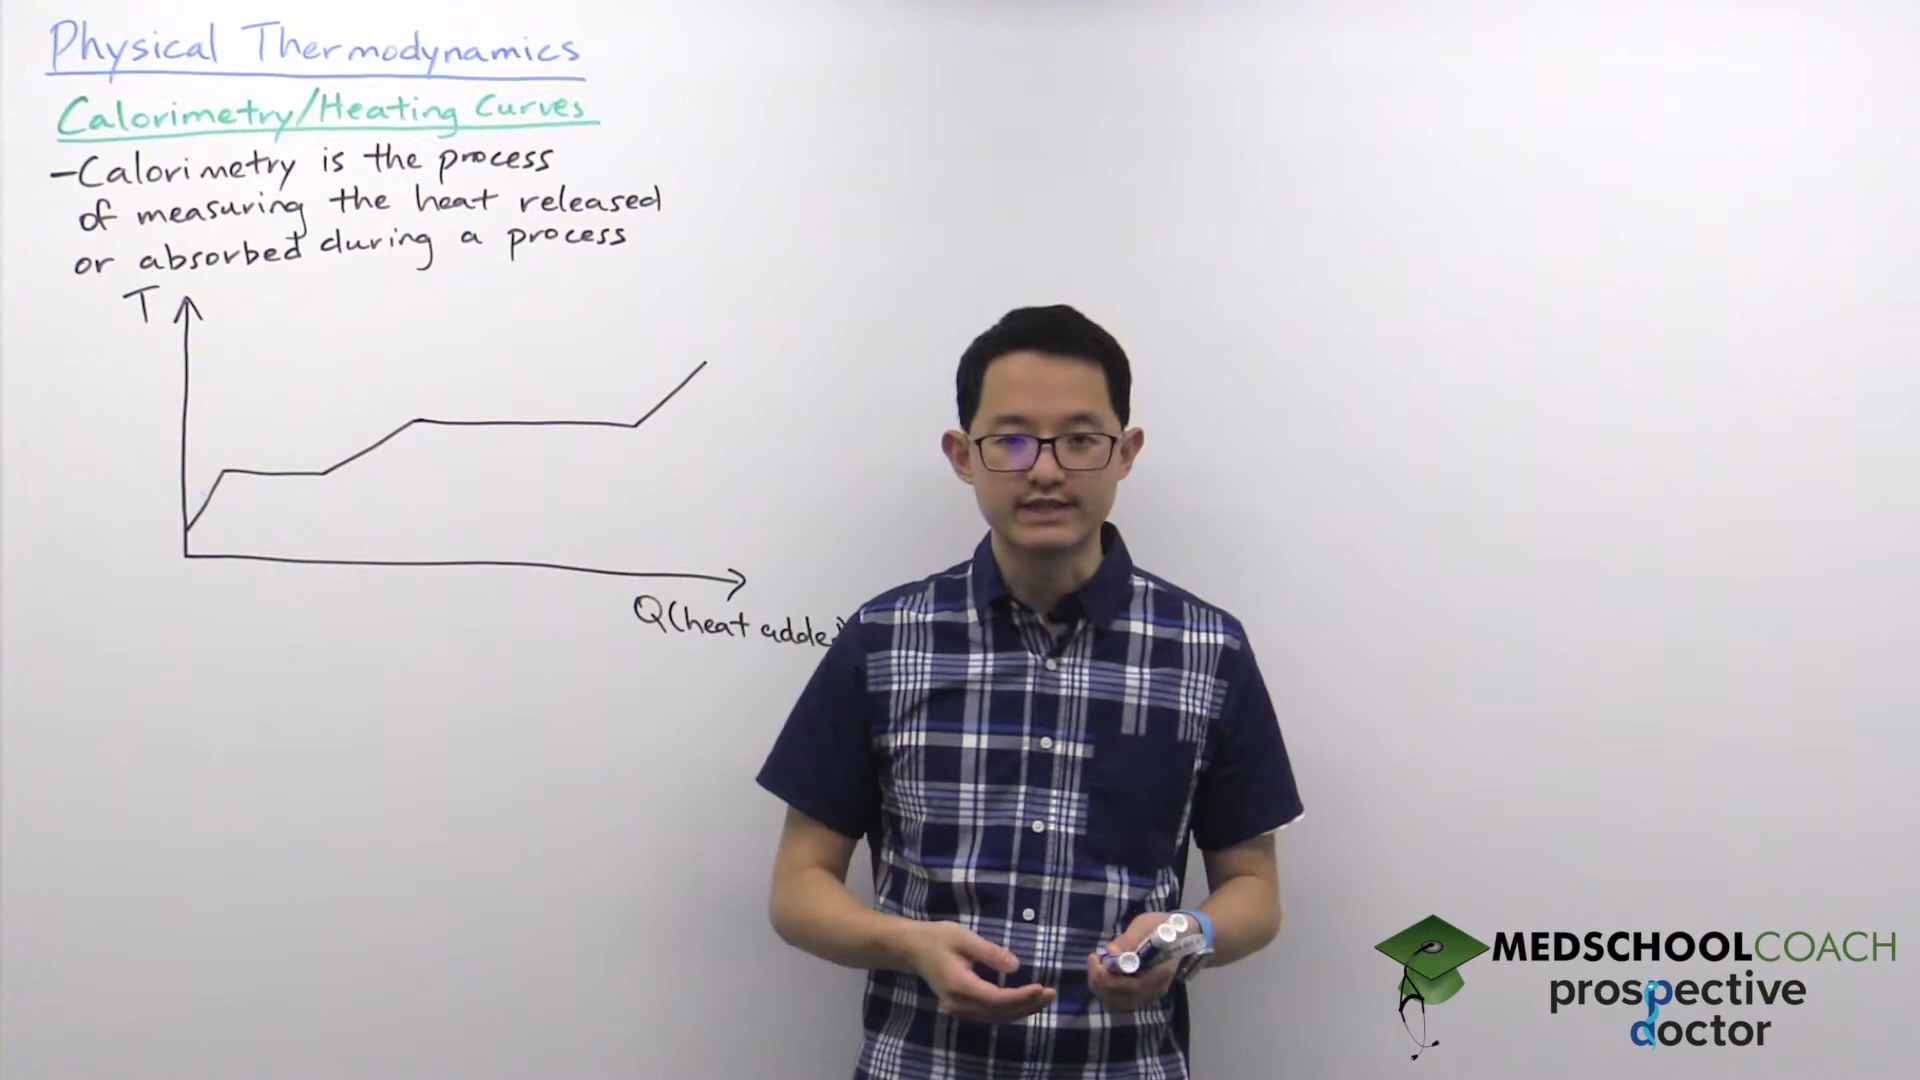 Physical Thermodynamics
Calorimetry/Heating Curves
-Calorimetry is the process
of measuring the heat released
or absorbed during a process
T
Q(heat added)
MEDSCHOOLCOACH
prospective
doctor